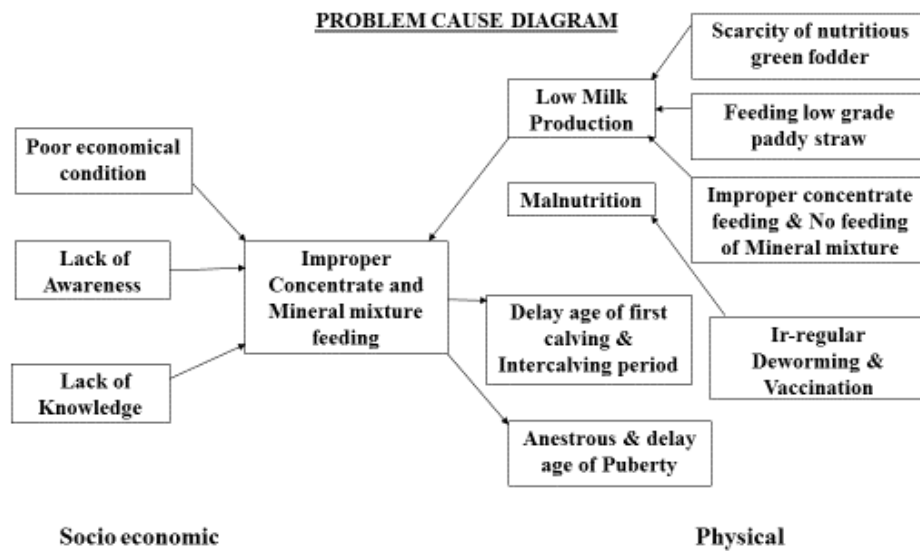 PROBLEM CAUSE DIAGRAM
Scarcity of nutritious
green fodder
Low Milk
Production
Feeding low grade
paddy straw
Poor economical
condition
Malnutrition
Improper concentrate
feeding & No feeding
of Mineral mixture
Lack of
Awareness
Improper
Concentrate and
Mineral mixture
feeding
Delay age of first
calving &
Intercalving period
Ir-regular
Deworming &
Vaccination
Lack of
Knowledge
Anestrous & delay
age of Puberty
Socio economic
Physical